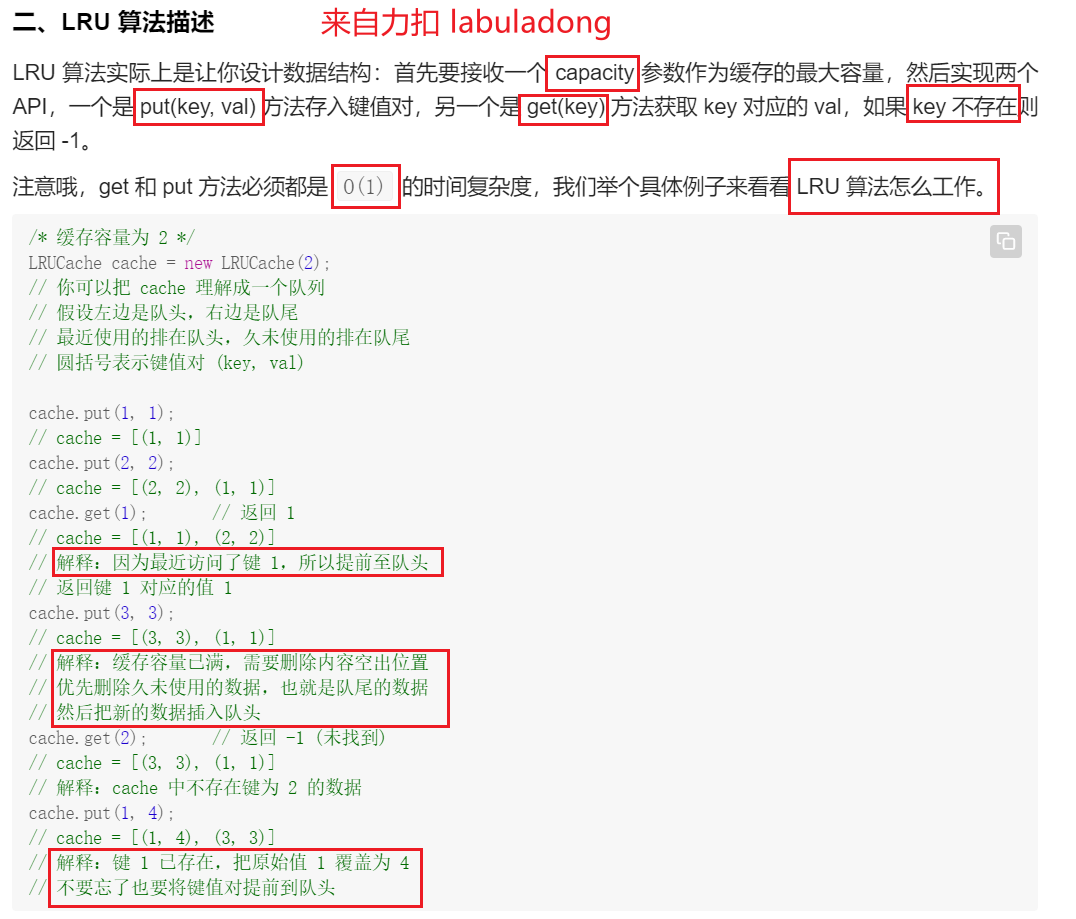 二、LRU 算法描述 来自力扣 labuladong
LRU 算法实际上是让你设计数据结构：首先要接收一个 capacity 参数作为缓存的最大容量，然后实现两个
API，一个是 put(key, val) 方法存入键值对，另一个是 get(key) 方法获取 key 对应的 val，如果 key 不存在则
返回 -1。
注意哦，get 和 put 方法必须都是 O(1) 的时间复杂度，我们举个具体例子来看看 LRU 算法怎么工作。
/* 缓存容量为 2 */
LRUCache cache = new LRUCache(2);
// 你可以把 cache 理解成一个队列
// 假设左边是队头，右边是队尾
// 最近使用的排在队头，久未使用的排在队尾
// 圆括号表示键值对 (key, val)
cache.put(1, 1);
// cache = [(1, 1)]
cache.put(2, 2);
// cache = [(2, 2), (1, 1)]
cache.get(1);       // 返回 1
// cache = [(1, 1), (2, 2)]
// 解释：因为最近访问了键 1，所以提前至队头
// 返回键 1 对应的值 1
cache.put(3, 3);
// cache = [(3, 3), (1, 1)]
// 解释：缓存容量已满，需要删除内容空出位置
// 优先删除久未使用的数据，也就是队尾的数据
// 然后把新的数据插入队头
cache.get(2);       // 返回 -1 (未找到)
// cache = [(3, 3), (1, 1)]
// 解释：cache 中不存在键为 2 的数据
cache.put(1, 4);
// cache = [(1, 4), (3, 3)]
// 解释：键 1 已存在，把原始值 1 覆盖为 4
// 不要忘了也要将键值对提前到队头